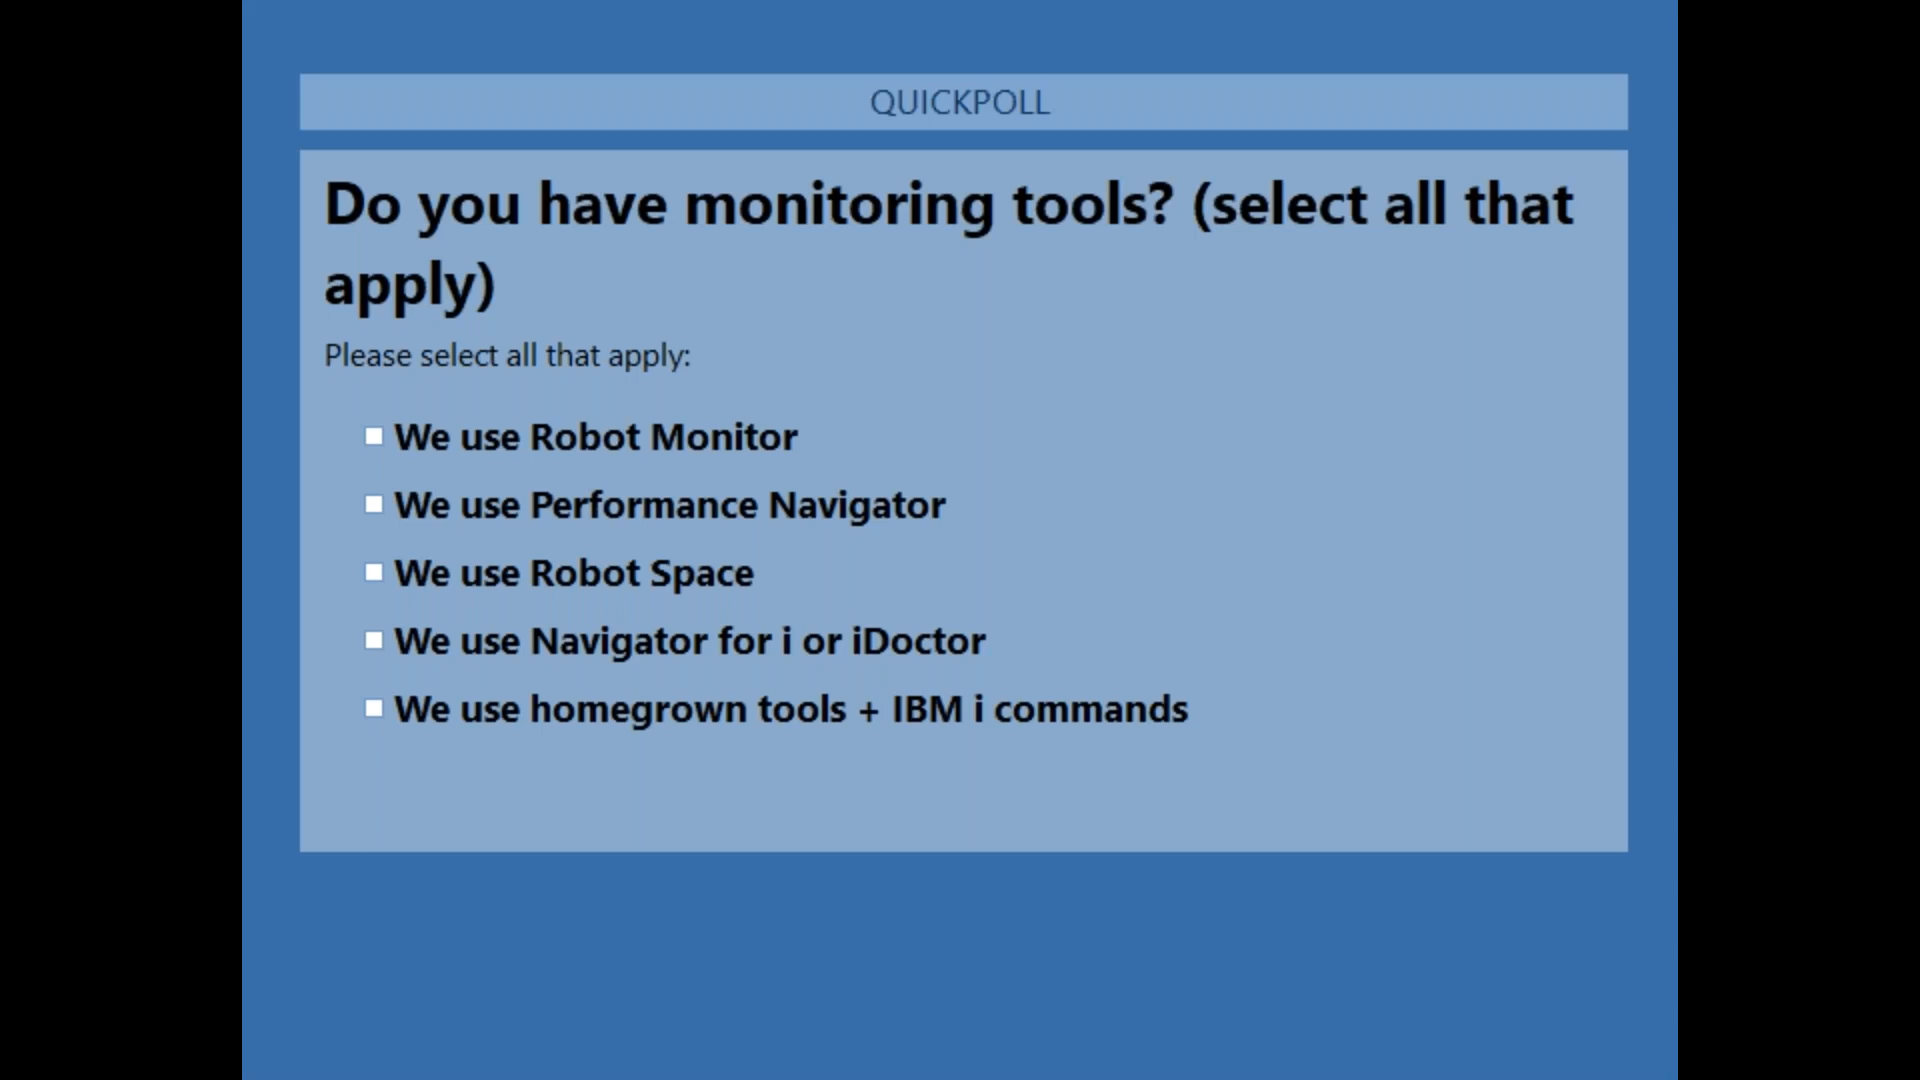 QUICKPOLL
Do you have monitoring tools? (select all that
apply)
Please select all that apply:
We use Robot Monitor
We use Performance Navigator
We use Robot Space
We use Navigator for i or iDoctor
We use homegrown tools + IBM i commands